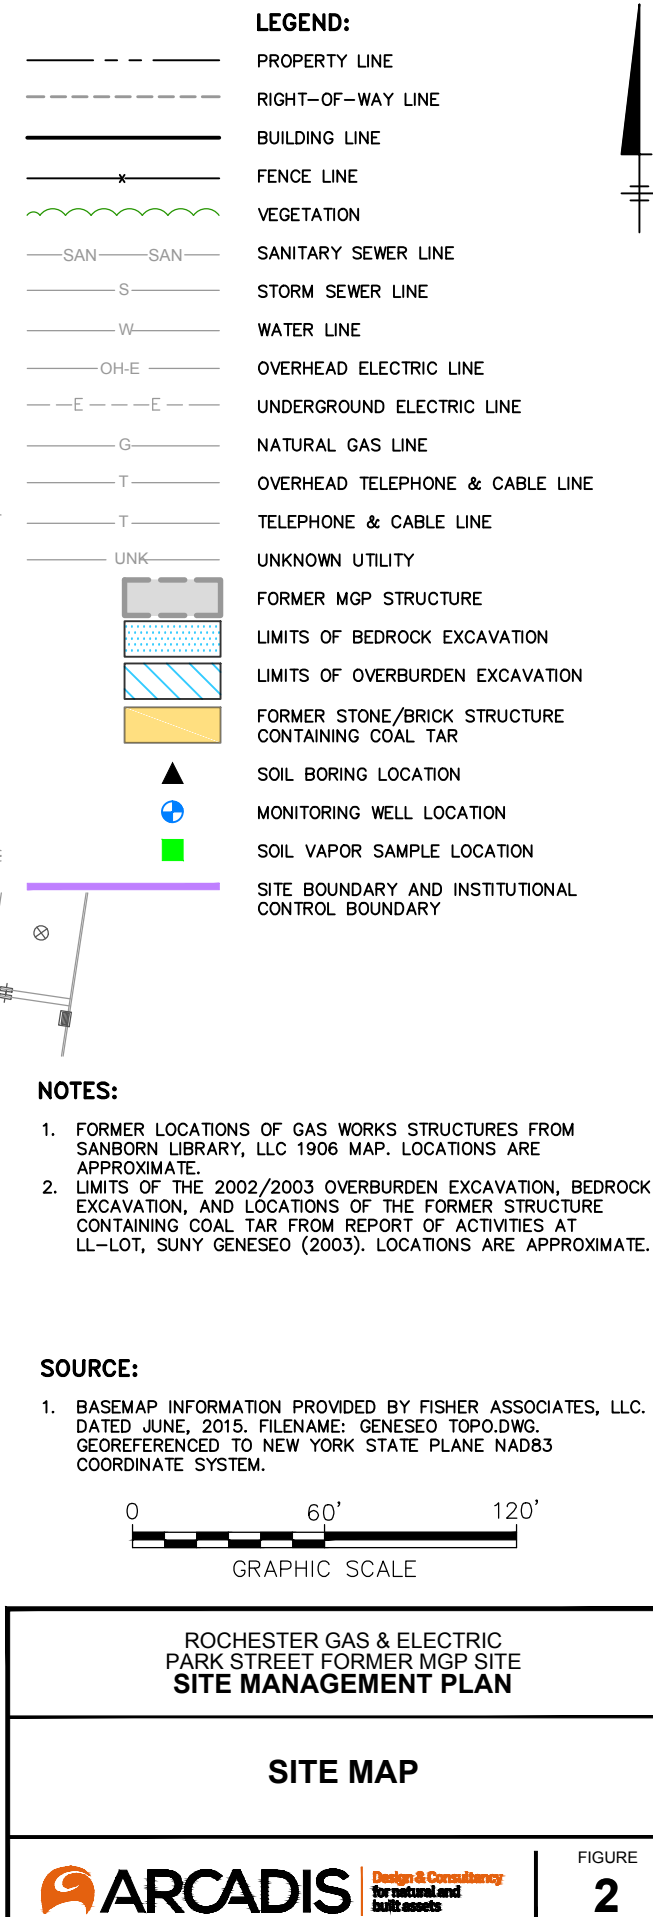 LEGEND:
PROPERTY LINE
RIGHT-OF-WAY LINE
BUILDING LINE
x FENCE LINE
VEGETATION
SAN SAN SANITARY SEWER LINE
S STORM SEWER LINE
W WATER LINE
OH-E OVERHEAD ELECTRIC LINE
E E UNDERGROUND ELECTRIC LINE
G NATURAL GAS LINE
T OVERHEAD TELEPHONE & CABLE LINE
T TELEPHONE & CABLE LINE
UNK UNKNOWN UTILITY
FORMER MGP STRUCTURE
LIMITS OF BEDROCK EXCAVATION
LIMITS OF OVERBURDEN EXCAVATION
FORMER STONE/BRICK STRUCTURE
CONTAINING COAL TAR
SOIL BORING LOCATION
MONITORING WELL LOCATION
SOIL VAPOR SAMPLE LOCATION
SITE BOUNDARY AND INSTITUTIONAL
CONTROL BOUNDARY
NOTES:
1. FORMER LOCATIONS OF GAS WORKS STRUCTURES FROM
SANBORN LIBRARY, LLC 1906 MAP. LOCATIONS ARE
APPROXIMATE.
2. LIMITS OF THE 2002/2003 OVERBURDEN EXCAVATION, BEDROCK
EXCAVATION, AND LOCATIONS OF THE FORMER STRUCTURE
CONTAINING COAL TAR FROM REPORT OF ACTIVITIES AT
LL-LOT, SUNY GENESEO (2003). LOCATIONS ARE APPROXIMATE.
SOURCE:
1. BASEMAP INFORMATION PROVIDED BY FISHER ASSOCIATES, LLC.
DATED JUNE, 2015. FILENAME: GENESEO TOPO.DWG.
GEOREFERENCED TO NEW YORK STATE PLANE NAD83
COORDINATE SYSTEM.
0 60' 120'
GRAPHIC SCALE
ROCHESTER GAS & ELECTRIC
PARK STREET FORMER MGP SITE
SITE MANAGEMENT PLAN
SITE MAP
ARCADIS
Design & Consultancy
for natural and
built assets
FIGURE
2